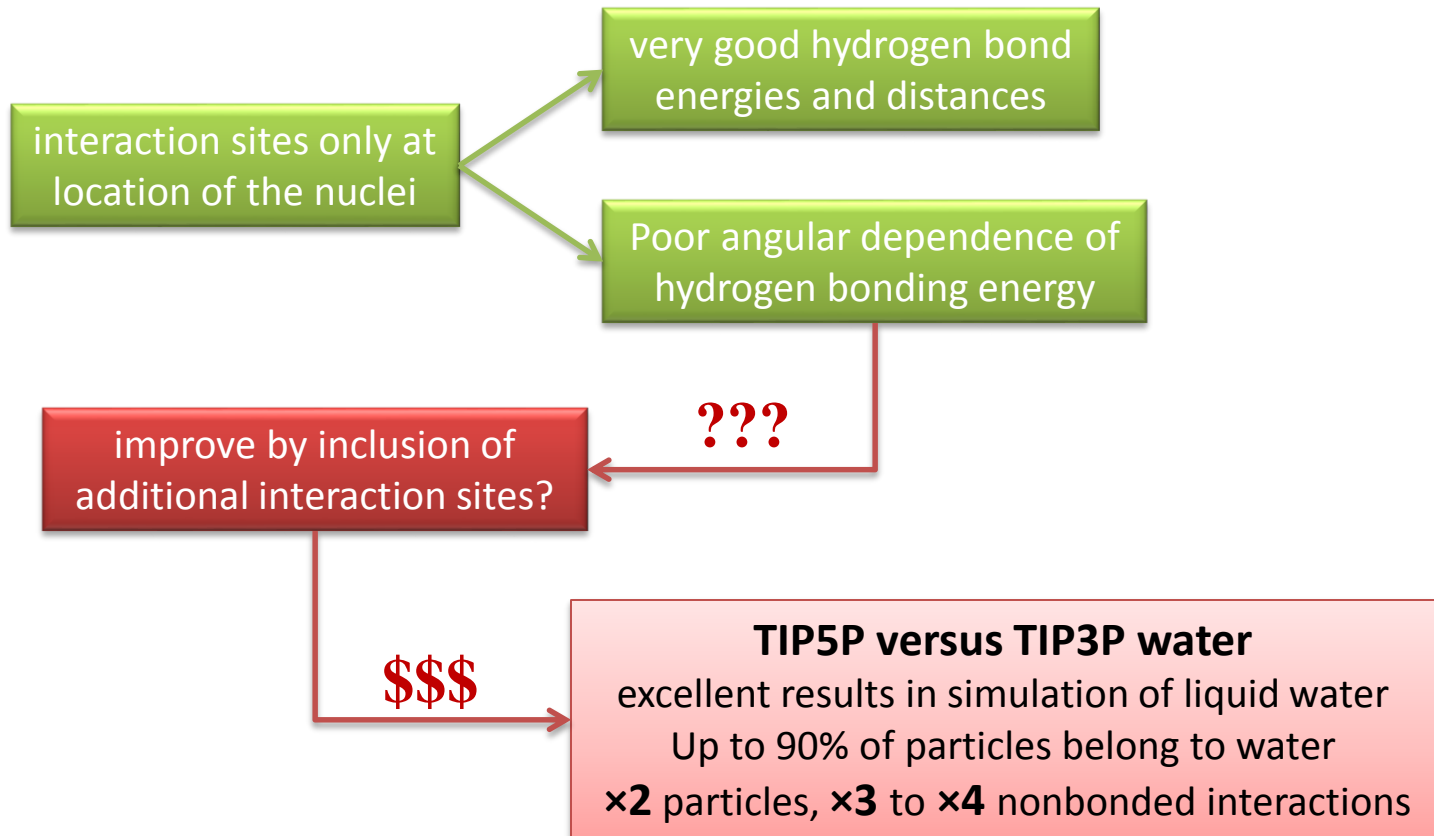 very good hydrogen bond
energies and distances
interaction sites only at
location of the nuclei
Poor angular dependence of
hydrogen bonding energy
???
improve by inclusion of
additional interaction sites?
$$$
TIP5P versus TIP3P water
excellent results in simulation of liquid water
Up to 90% of particles belong to water
×2 particles, ×3 to ×4 nonbonded interactions